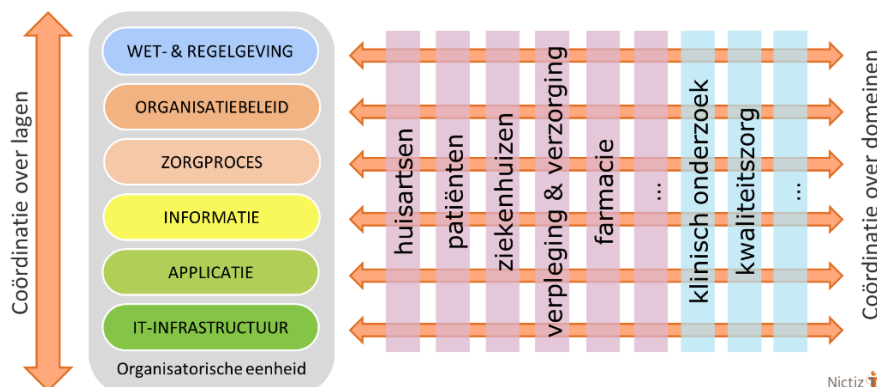 Coördinatie over lagen
WET- & REGELGEVING
ORGANISATIEBELEID
ZORGPROCES
INFORMATIE
APPLICATIE
IT-INFRASTRUCTUUR
Organisatorische eenheid
huisartsen
patiënten
ziekenhuizen
verpleging & verzorging
farmacie
...
klinisch onderzoek
kwaliteitszorg
...
Coördinatie over domeinen
Nictiz